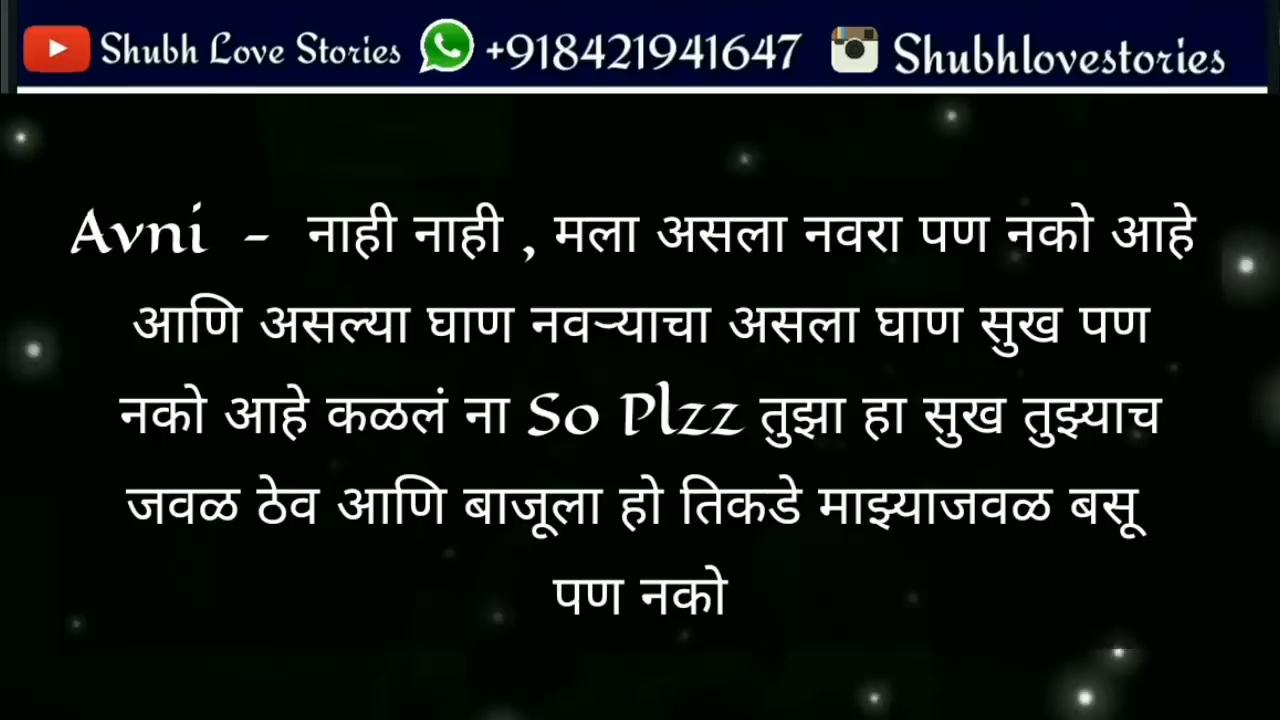 Shubh Love Stories +918421941647 Shubhlovestories
Avni - नाही नाही , मला असला नवरा पण नको आहे
आणि असल्या घाण नवऱ्याचा असला घाण सुख पण
नको आहे कळलं ना So Plzz तुझा हा सुख तुझ्याच
जवळ ठेव आणि बाजूला हो तिकडे माझ्याजवळ बसू
पण नको